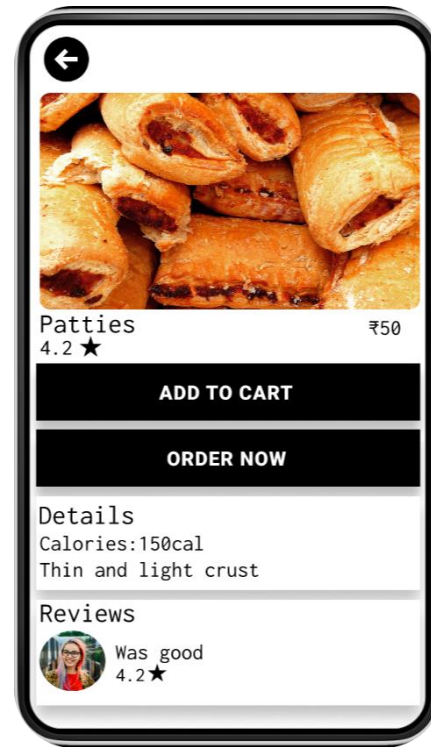 Patties
₹50
4.2 ★
ADD TO CART
ORDER NOW
Details
Calories:150cal
Thin and light crust
Reviews
Was good
4.2★